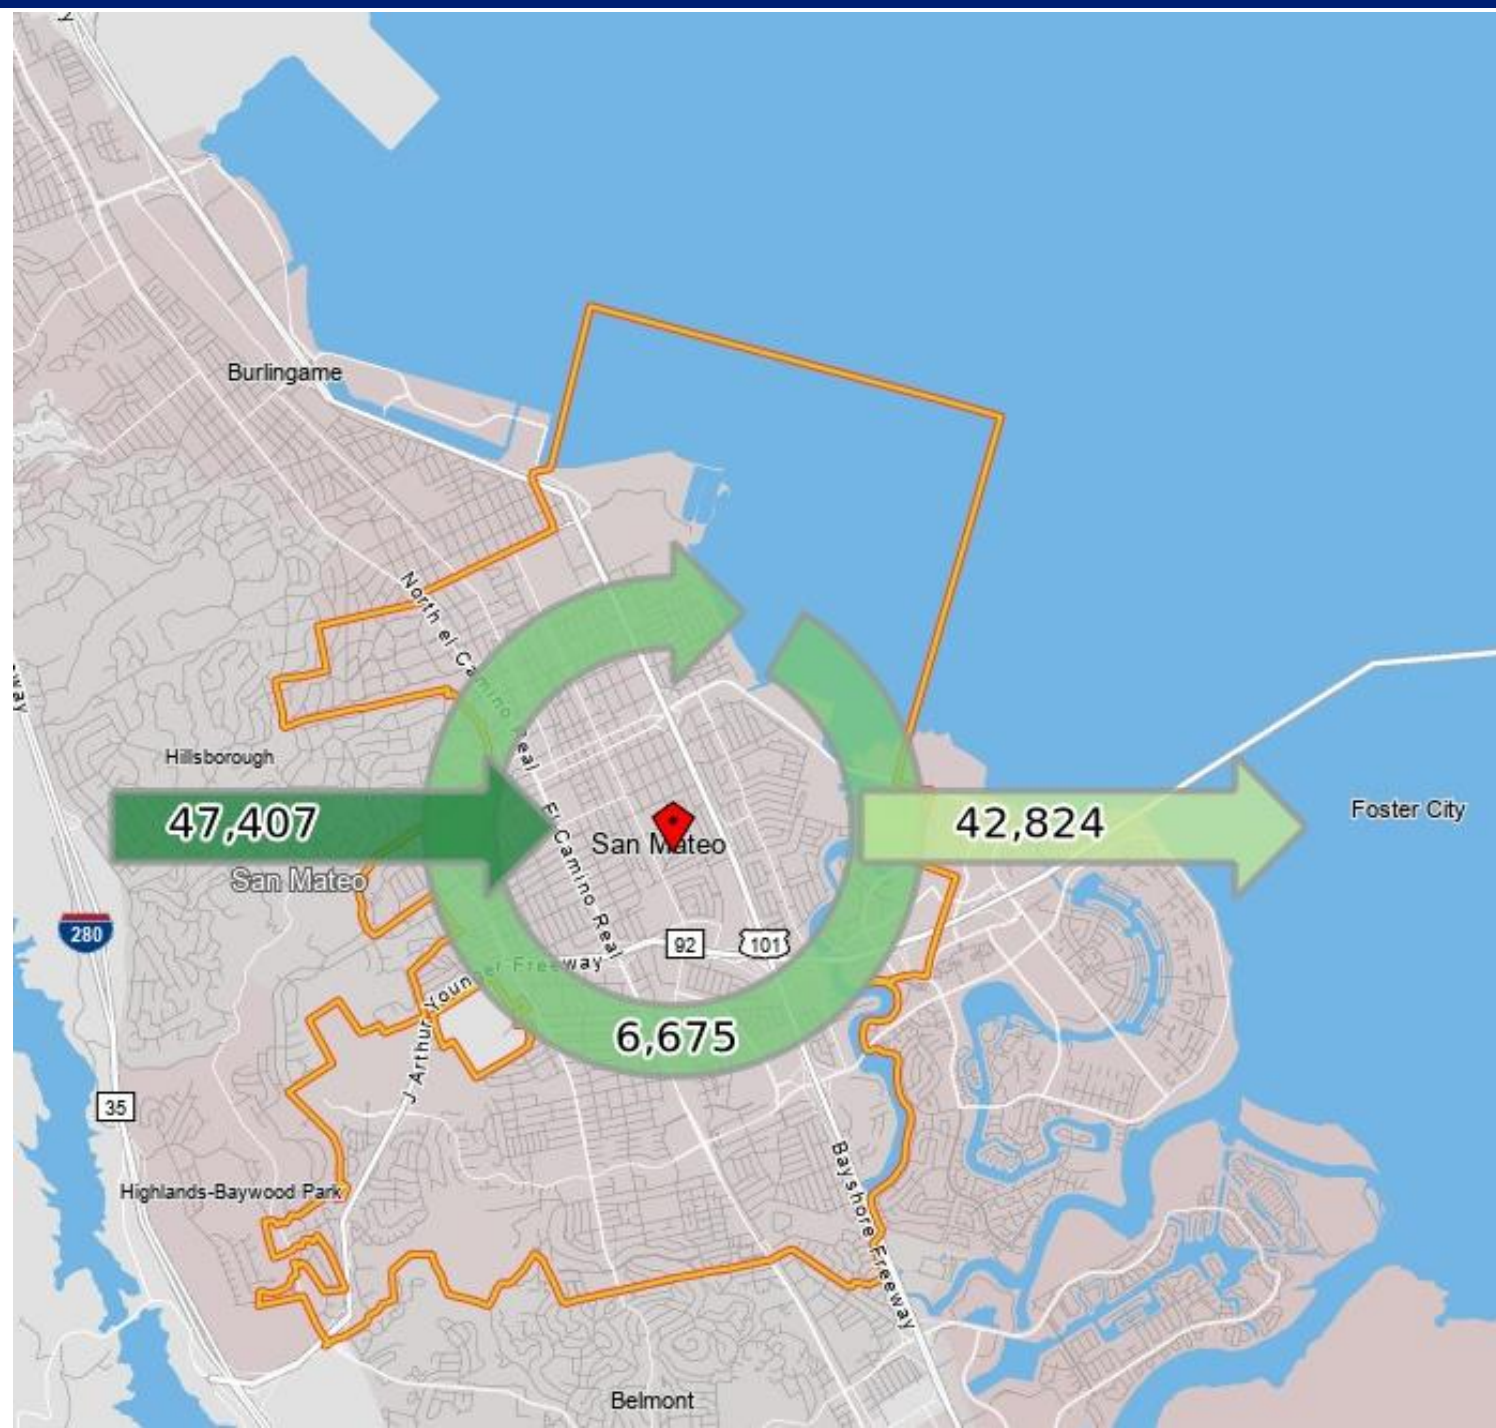 Burlingame
North el Camino Real
way
Hillsborough
47,407
San Mateo
El Camino Real
San Mateo
42,824
Foster City
280
92
101
J Arthur Younger Freeway
6,675
35
Highlands-Baywood Park
Bayshore Freeway
Belmont